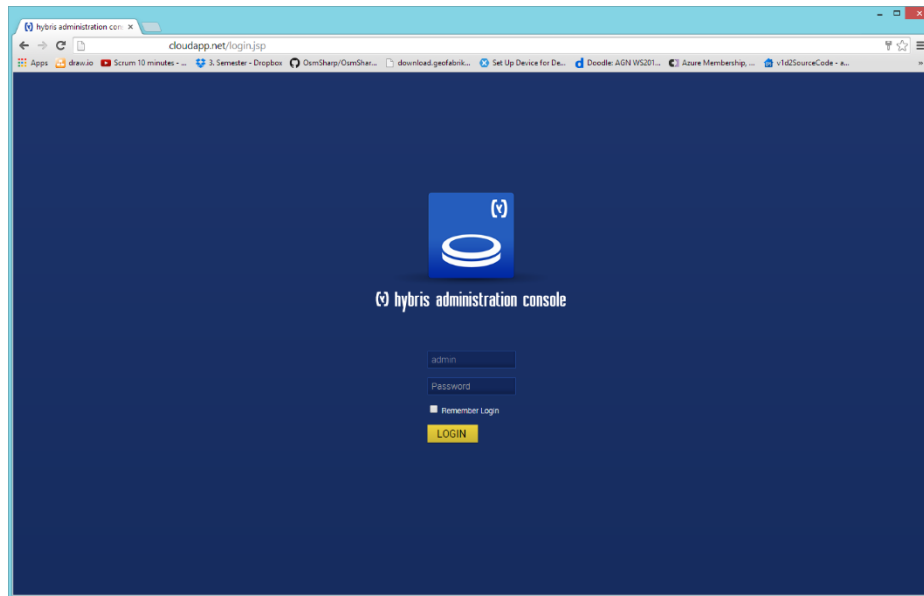 hybris administration con
cloudapp.net/login.jsp
Apps draw.io Scrum 10 minutes - ... 3. Semester - Dropbox OsmSharp/OsmShar... download.geofabrik... Set Up Device for De... Doodle: AGN WS201... Azure Membership, ... v1d2SourceCode - a... »
(Y) hybris administration console
admin
Password
Remember Login
LOGIN